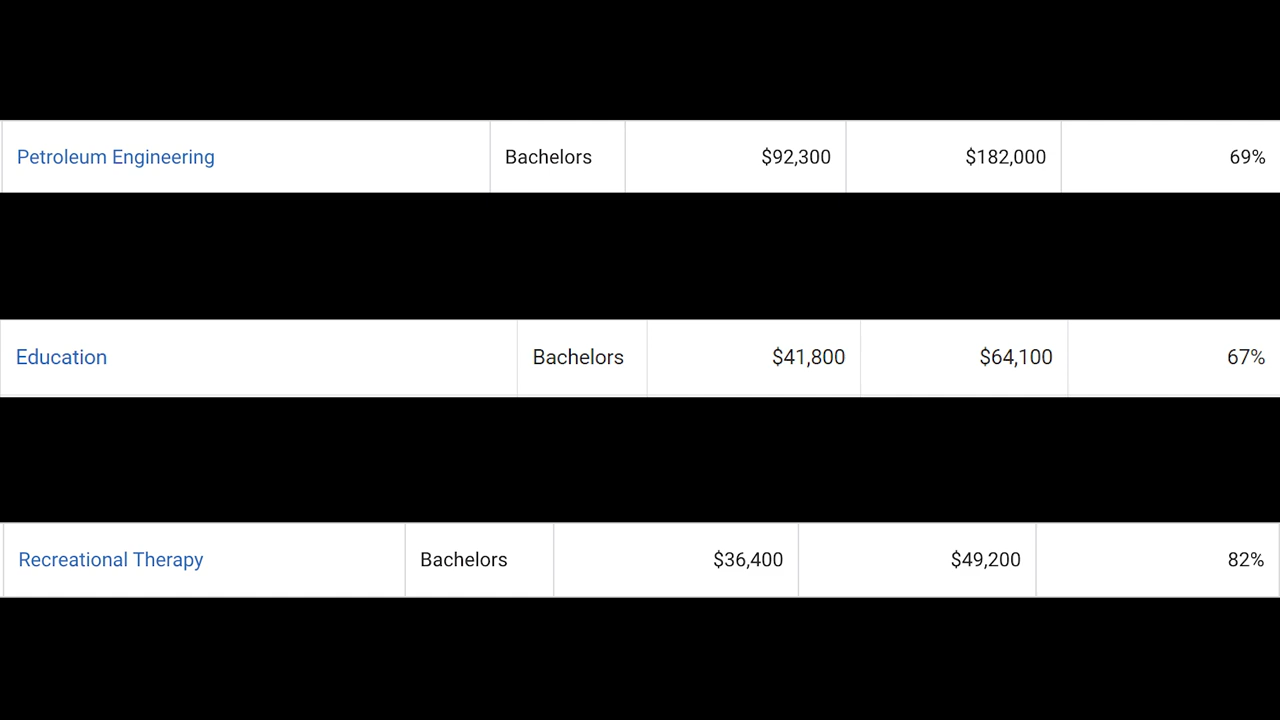 Petroleum Engineering Bachelors $92,300 $182,000 69%
Education Bachelors $41,800 $64,100 67%
Recreational Therapy Bachelors $36,400 $49,200 82%